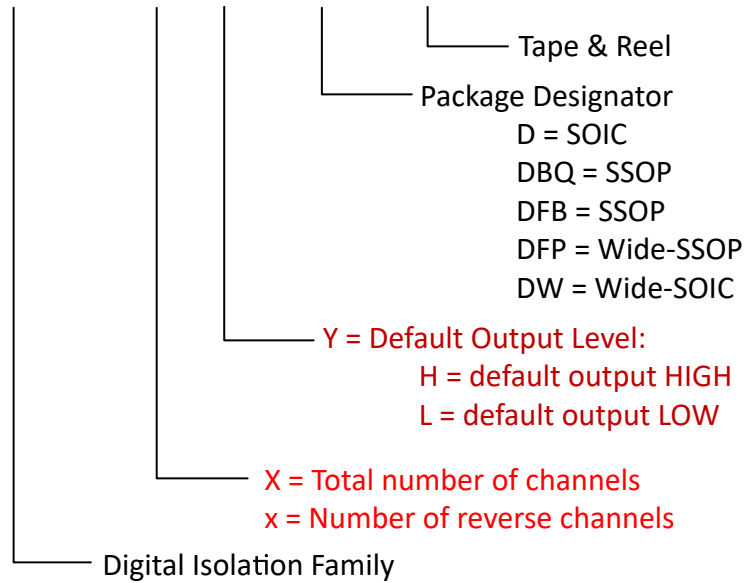 Tape & Reel
Package Designator
D = SOIC
DBQ = SSOP
DFB = SSOP
DFP = Wide-SSOP
DW = Wide-SOIC
Y = Default Output Level:
H = default output HIGH
L = default output LOW
X = Total number of channels
x = Number of reverse channels
Digital Isolation Family